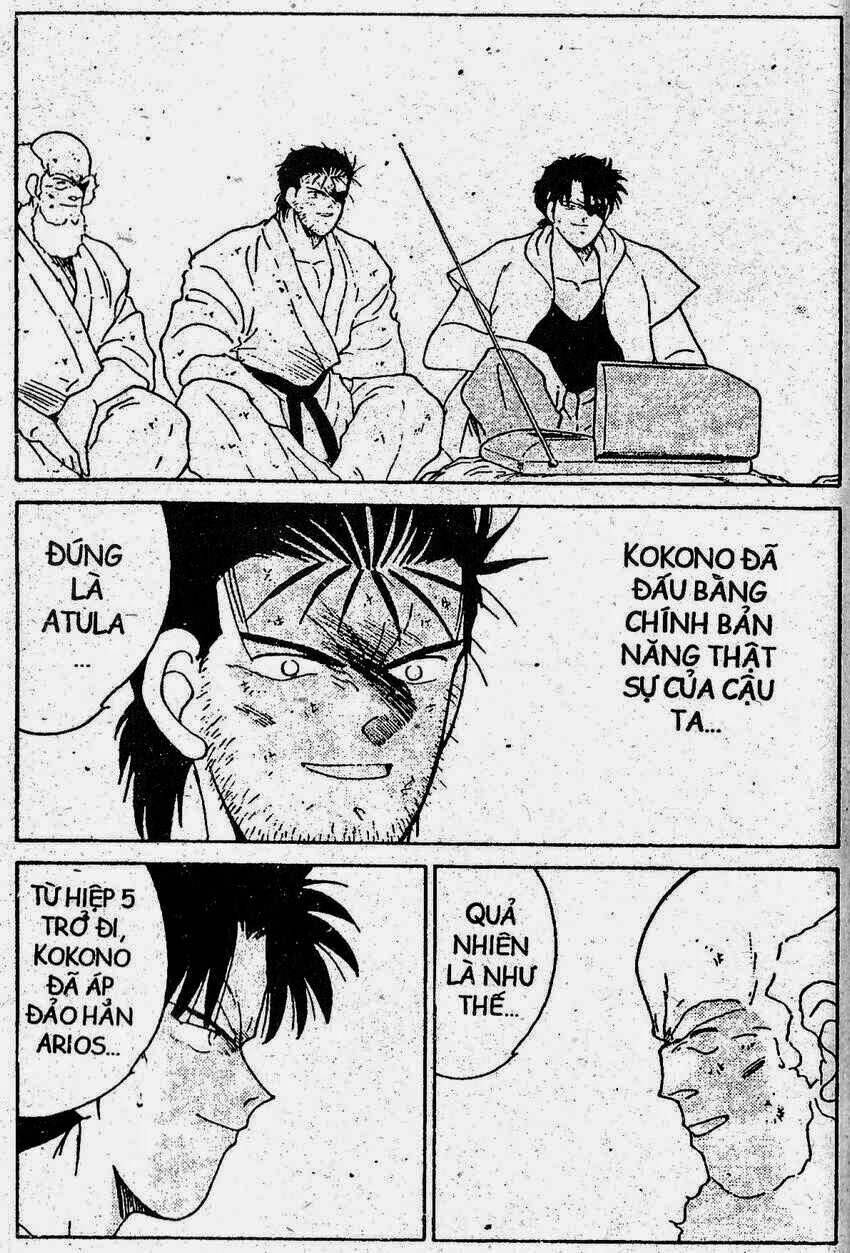 ĐÚNG
LÀ
ATULA
...
KOKONO ĐÃ
ĐẤU BẰNG
CHÍNH BẢN
NĂNG THẬT
SỰ CỦA CẬU
TA...
TỪ HIỆP 5
TRỞ ĐI,
KOKONO
ĐÃ ÁP
ĐẢO HẲN
ARIOS...
QUẢ
NHIÊN
LÀ NHƯ
THẾ...